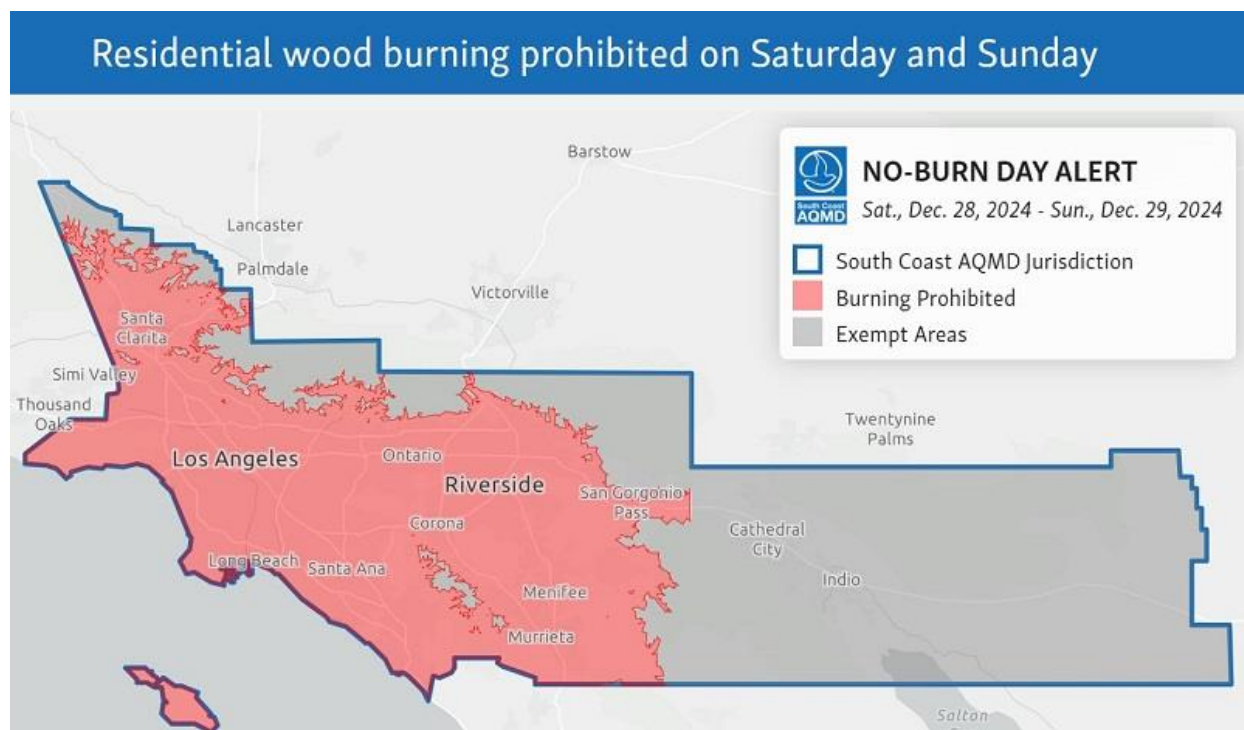 Residential wood burning prohibited on Saturday and Sunday
NO-BURN DAY ALERT
South Coast
AQMD
Sat., Dec. 28, 2024 - Sun., Dec. 29, 2024
South Coast AQMD Jurisdiction
Burning Prohibited
Exempt Areas
Barstow
Lancaster
Palmdale
Victorville
Santa
Clarita
Simi Valley
Thousand
Oaks
Twentynine
Palms
Los Angeles
Ontario
Riverside
San Gorgonio
Pass
Corona
Cathedral
City
Long Beach
Santa Ana
Indio
Menifee
Murrieta
Salton